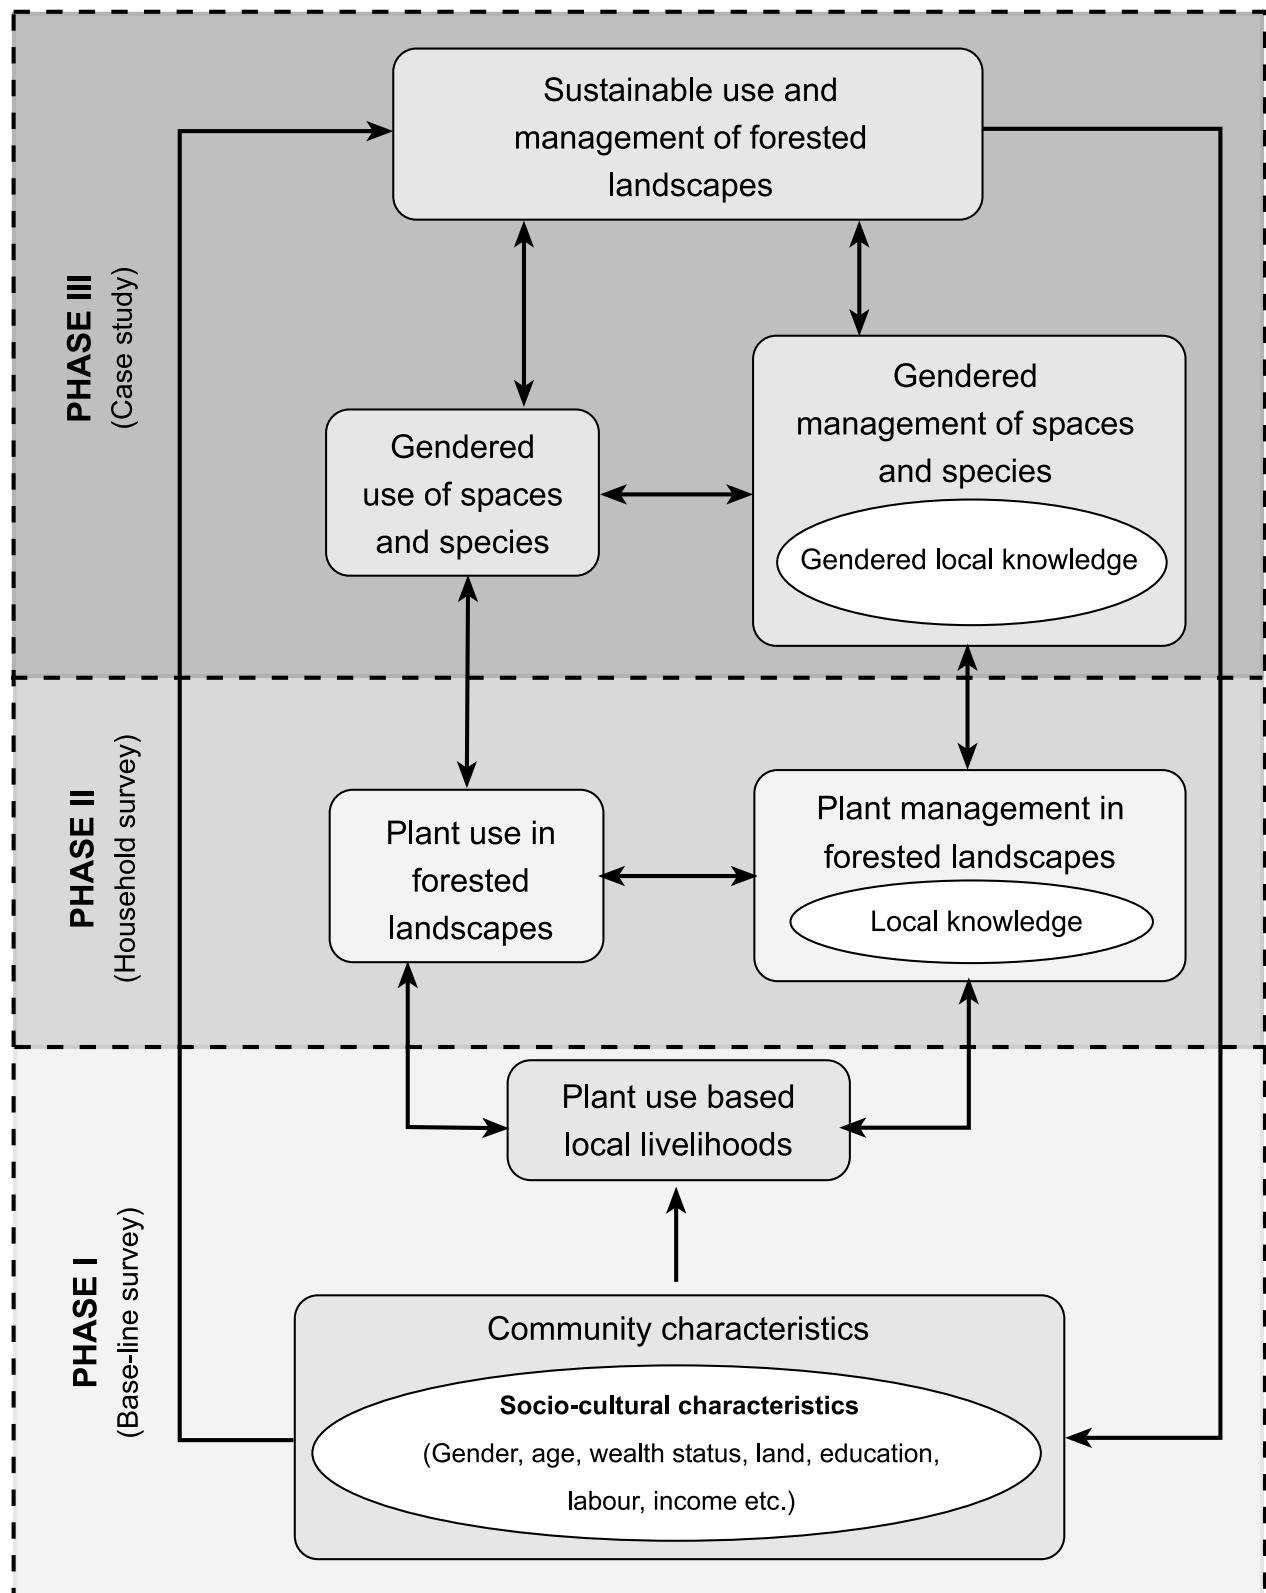 Sustainable use and
management of forested
landscapes
PHASE III
(Case study)
Gendered
use of spaces
and species
Gendered
management of spaces
and species
Gendered local knowledge
PHASE II
(Household survey)
Plant use in
forested
landscapes
Plant management in
forested landscapes
Local knowledge
Plant use based
local livelihoods
PHASE I
(Base-line survey)
Community characteristics
Socio-cultural characteristics
(Gender, age, wealth status, land, education,
labour, income etc.)